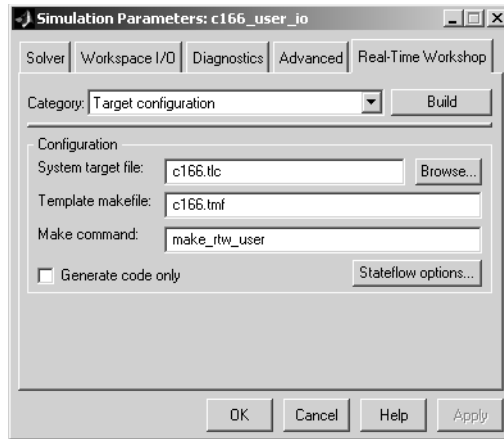 Simulation Parameters: c166_user_io
Solver Workspace I/O Diagnostics Advanced Real-Time Workshop
Category: Target configuration Build
Configuration
System target file: c166.tlc Browse...
Template makefile: c166.tmf
Make command: make_rtw_user
Generate code only Stateflow options...
OK Cancel Help Apply